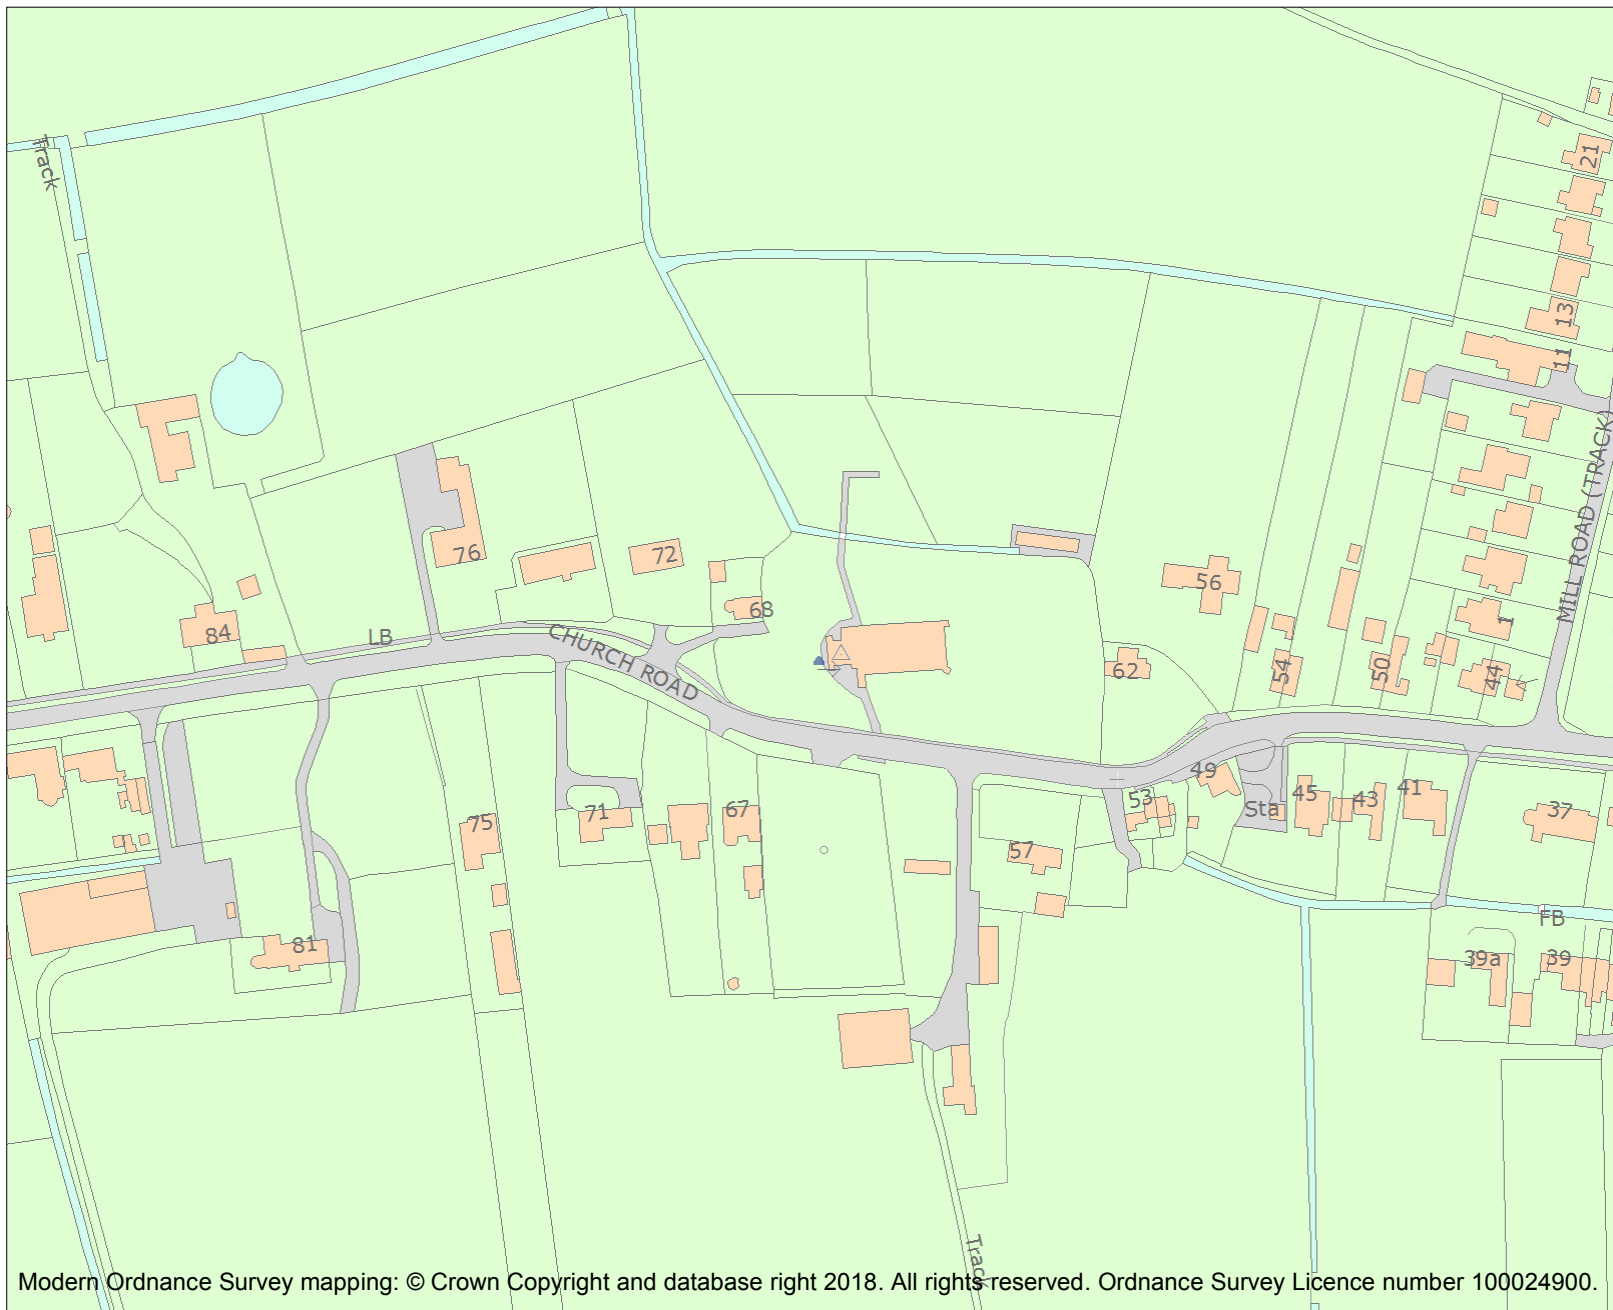 Track
21
13
11
MILL ROAD (TRACK)
76
72
68
56
84
LB
CHURCH ROAD
62
54
50
1
44
49
53
Sta
45
43
41
37
71
67
75
57
81
FB
39a
39
Track
Modern Ordnance Survey mapping: © Crown Copyright and database right 2018. All rights reserved. Ordnance Survey Licence number 100024900.